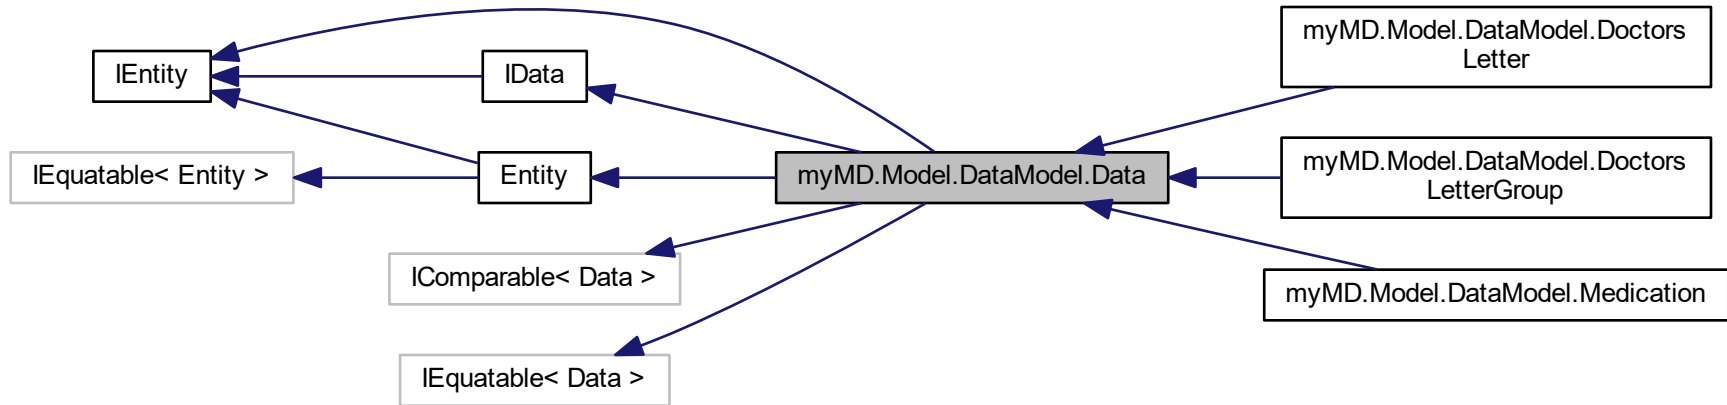 IEntity
IEquatable< Entity >
IData
Entity
IComparable< Data >
IEquatable< Data >
myMD.Model.DataModel.Data
myMD.Model.DataModel.Doctors
Letter
myMD.Model.DataModel.Doctors
LetterGroup
myMD.Model.DataModel.Medication